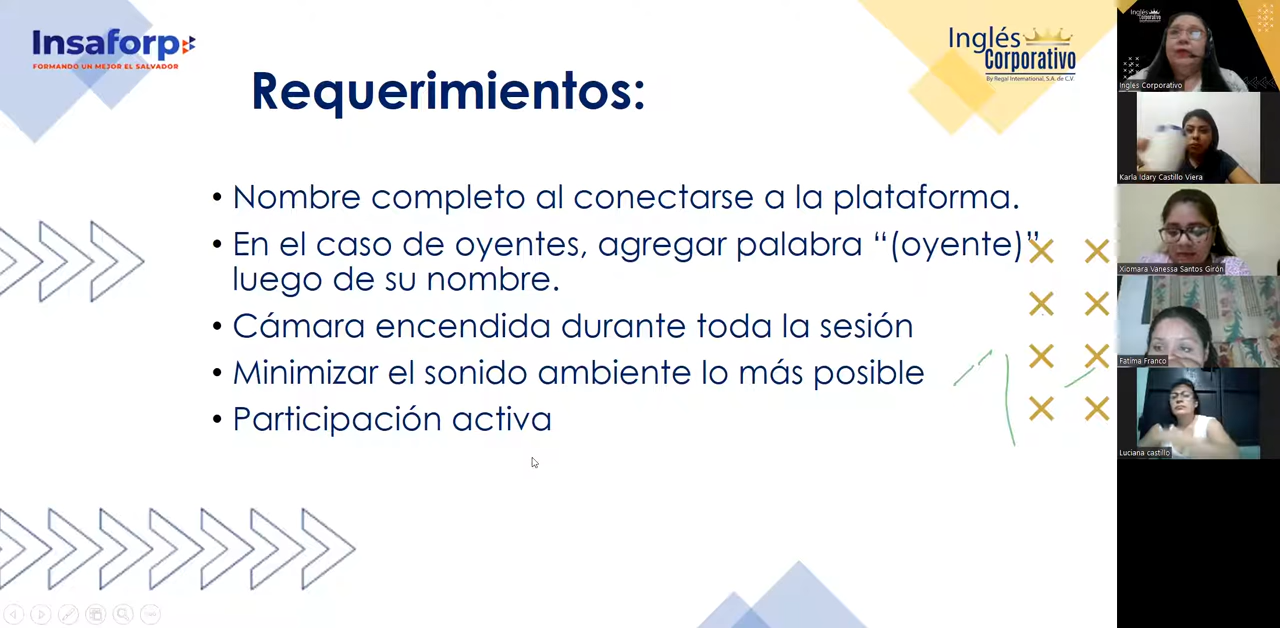 Insaforp
FORMANDO UN MEJOR EL SALVADOR
Inglés
Corporativo
By Regal International, S.A. de C.V
Requerimientos:
• Nombre completo al conectarse a la plataforma.
• En el caso de oyentes, agregar palabra “(oyente)”
luego de su nombre.
• Cámara encendida durante toda la sesión
• Minimizar el sonido ambiente lo más posible
• Participación activa
Inglés
Corporativo
Ingles Corporativo
Karla Idary Castillo Viera
Xiomara Vanessa Santos Girón
Fatima Franco
Luciana castillo